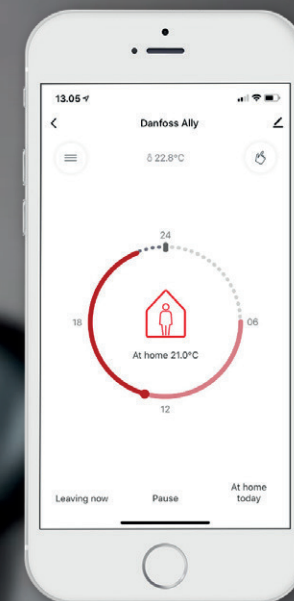 13.05
Danfoss Ally
22.8°C
24
18
06
At home 21.0°C
12
Leaving now
Pause
At home
today